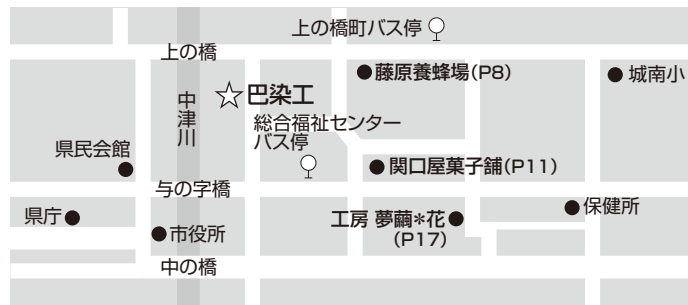 上の橋町バス停
上の橋
藤原養蜂場(P8)
城南小
☆巴染工
中津川
総合福祉センター
バス停
県民会館
関口屋菓子舗(P11)
与の字橋
県庁
市役所
工房 夢繭*花
(P17)
保健所
中の橋